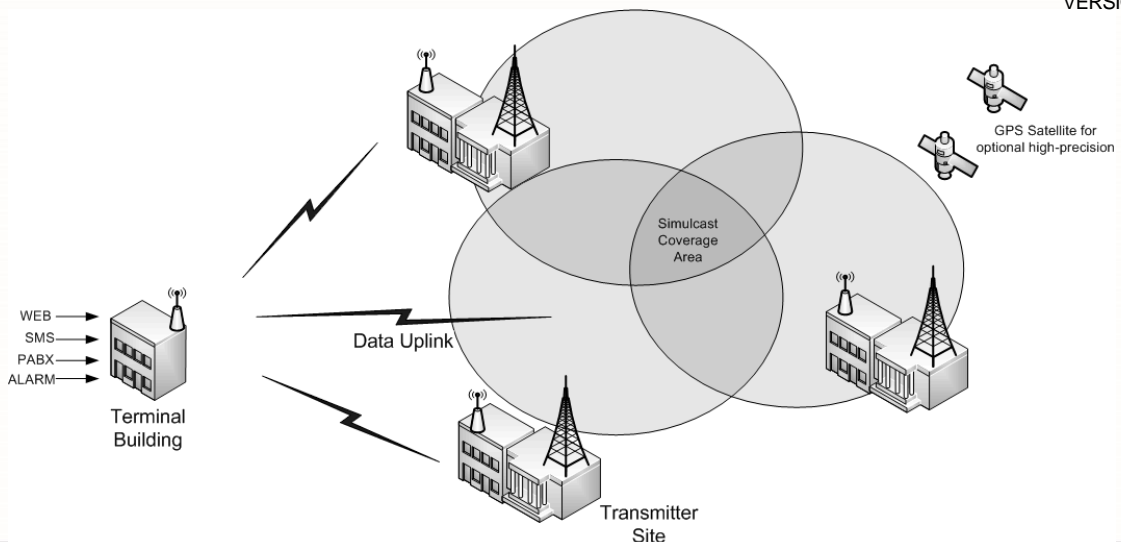 VERSI
GPS Satellite for
optional high-precision
Simulcast
Coverage
Area
WEB
SMS
PABX
ALARM
Data Uplink
Terminal
Building
Transmitter
Site